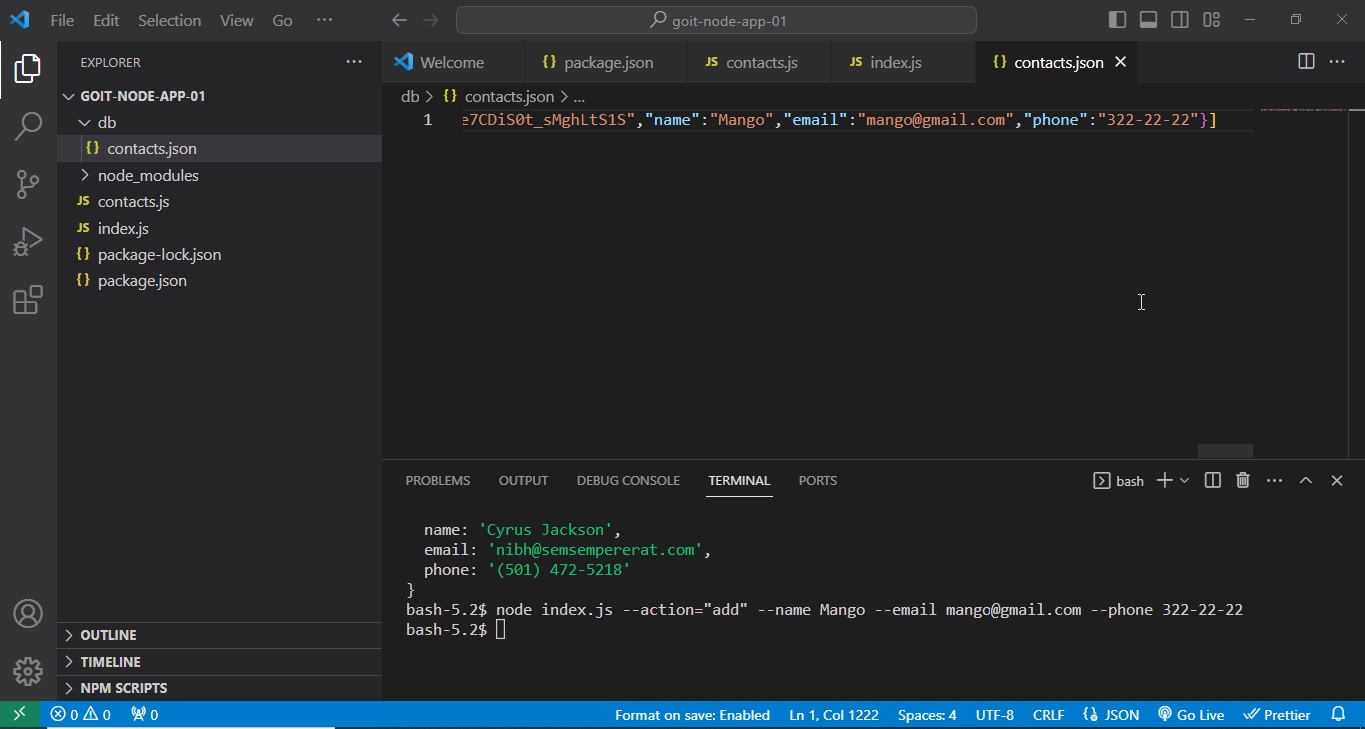 File Edit Selection View Go ···
goit-node-app-01
EXPLORER
GOIT-NODE-APP-01
db
{} contacts.json
node_modules
JS contacts.js
JS index.js
{} package-lock.json
{} package.json
OUTLINE
TIMELINE
NPM SCRIPTS
Welcome
{} package.json
JS contacts.js
JS index.js
{} contacts.json
db > {} contacts.json > ...
1 e7CDiS0t_sMghLtS1S","name":"Mango","email":"mango@gmail.com","phone":"322-22-22"}]
PROBLEMS OUTPUT DEBUG CONSOLE TERMINAL PORTS
bash
name: 'Cyrus Jackson',
email: 'nibh@semsempererat.com',
phone: '(501) 472-5218'
}
bash-5.2$ node index.js --action="add" --name Mango --email mango@gmail.com --phone 322-22-22
bash-5.2$
0 0 0
Format on save: Enabled Ln 1, Col 1222 Spaces: 4 UTF-8 CRLF {} JSON Go Live Prettier